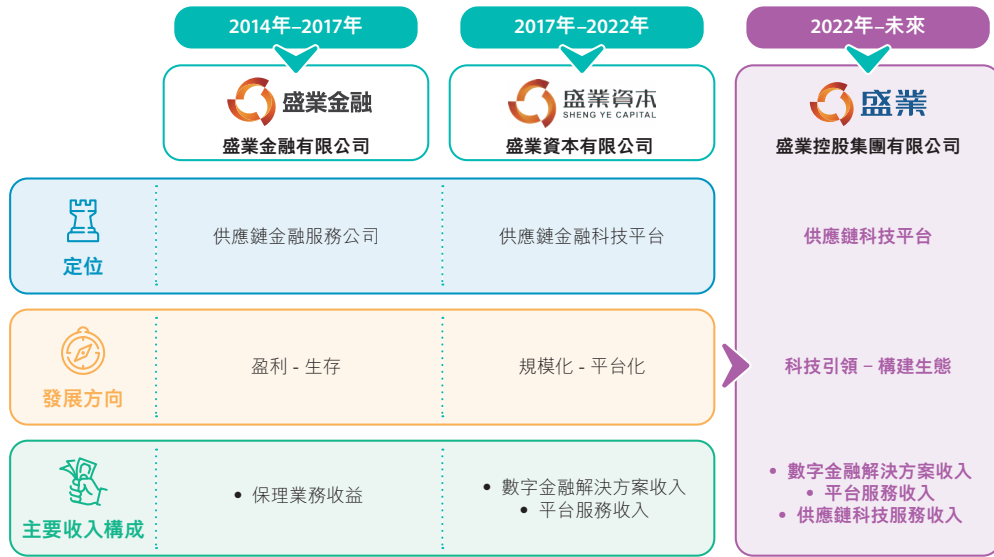 2014年–2017年
2017年–2022年
2022年–未來
盛業金融
盛業資本
SHENG YE CAPITAL
盛業
盛業金融有限公司
盛業資本有限公司
盛業控股集團有限公司
定位
供應鏈金融服務公司
供應鏈金融科技平台
供應鏈科技平台
發展方向
盈利 - 生存
規模化 - 平台化
科技引領 – 構建生態
主要收入構成
• 保理業務收益
• 數字金融解決方案收入
• 平台服務收入
• 數字金融解決方案收入
• 平台服務收入
• 供應鏈科技服務收入